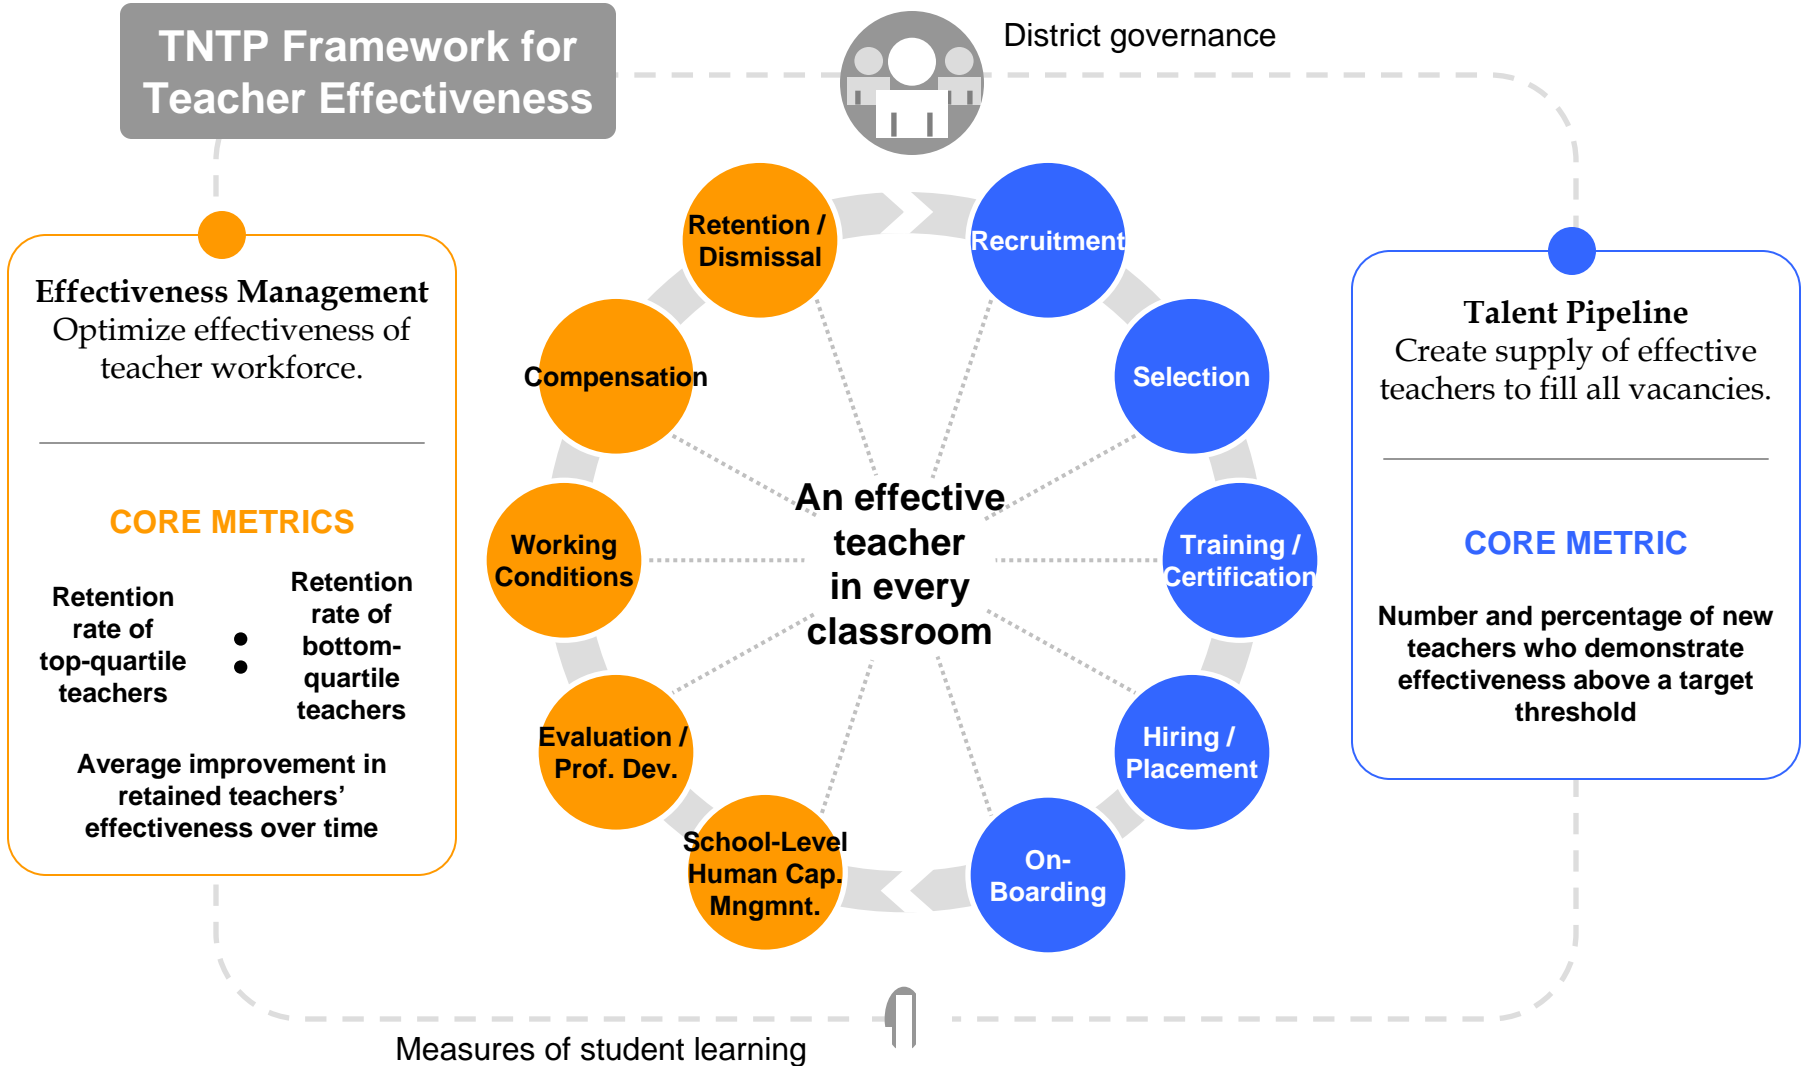 TNTP Framework for
Teacher Effectiveness
District governance
Effectiveness Management
Optimize effectiveness of
teacher workforce.
CORE METRICS
Retention
rate of
top-quartile
teachers
:
Retention
rate of
bottom-
quartile
teachers
Average improvement in
retained teachers’
effectiveness over time
Retention /
Dismissal
Compensation
Working
Conditions
Evaluation /
Prof. Dev.
School-Level
Human Cap.
Mngmnt.
An effective
teacher
in every
classroom
Recruitment
Selection
Training /
Certification
Hiring /
Placement
On-
Boarding
Talent Pipeline
Create supply of effective
teachers to fill all vacancies.
CORE METRIC
Number and percentage of new
teachers who demonstrate
effectiveness above a target
threshold
Measures of student learning